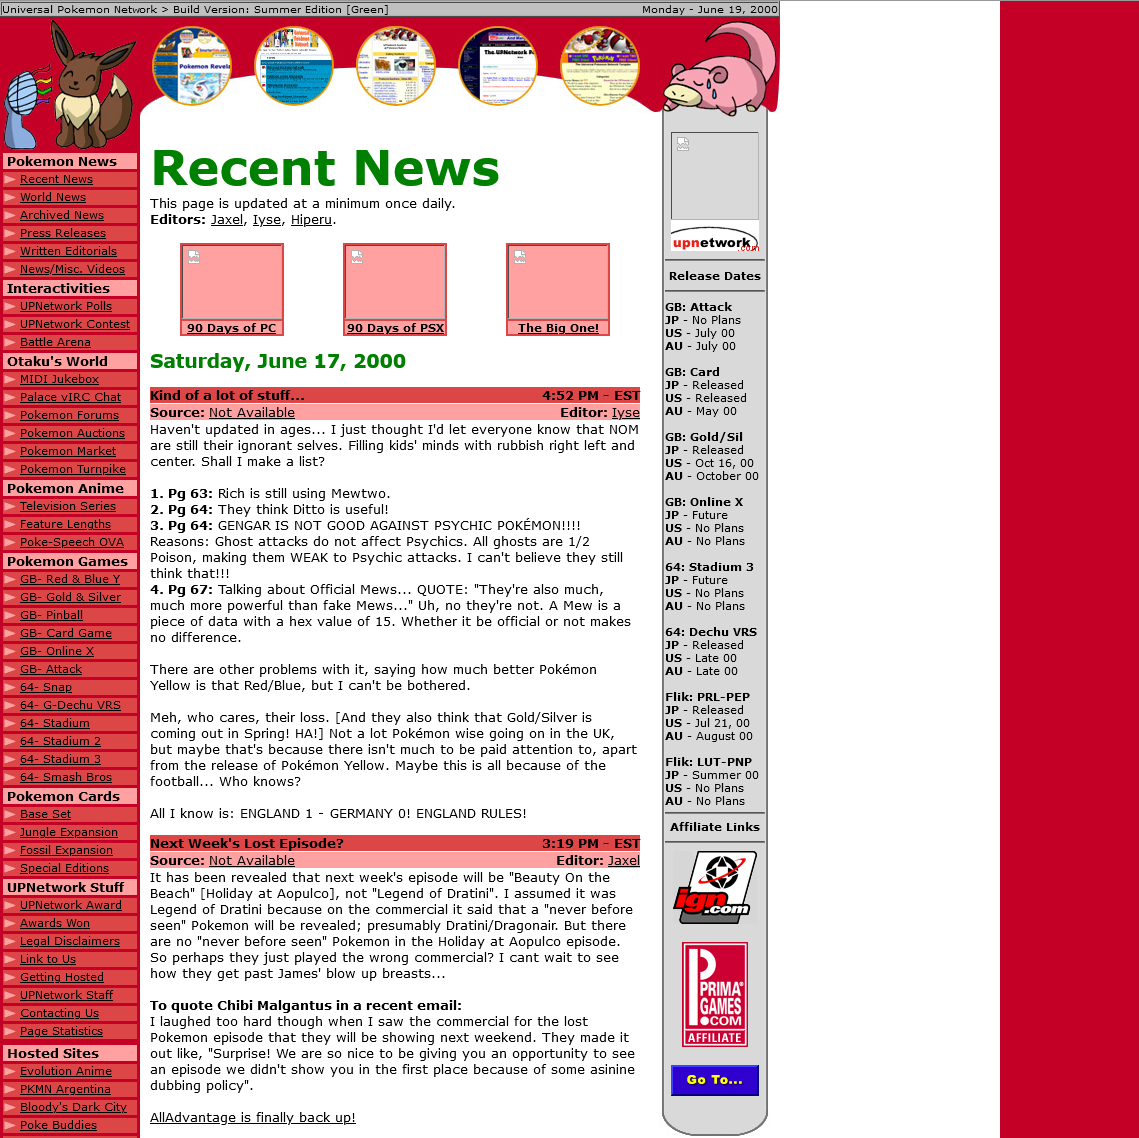 Universal Pokemon Network > Build Version: Summer Edition [Green]
Monday - June 19, 2000
Pokemon News
Recent News
World News
Archived News
Press Releases
Written Editorials
News/Misc. Videos
Interactivities
UPNetwork Polls
UPNetwork Contest
Battle Arena
Otaku's World
MIDI Jukebox
Palace vIRC Chat
Pokemon Forums
Pokemon Auctions
Pokemon Market
Pokemon Turnpike
Pokemon Anime
Television Series
Feature Lengths
Poke-Speech OVA
Pokemon Games
GB- Red & Blue Y
GB- Gold & Silver
GB- Pinball
GB- Card Game
GB- Online X
GB- Attack
64- Snap
64- G-Dechu VRS
64- Stadium
64- Stadium 2
64- Stadium 3
64- Smash Bros
Pokemon Cards
Base Set
Jungle Expansion
Fossil Expansion
Special Editions
UPNetwork Stuff
UPNetwork Award
Awards Won
Legal Disclaimers
Link to Us
Getting Hosted
UPNetwork Staff
Contacting Us
Page Statistics
Hosted Sites
Evolution Anime
PKMN Argentina
Bloody's Dark City
Poke Buddies
Recent News
This page is updated at a minimum once daily.
Editors: Jaxel, Iyse, Hiperu.
90 Days of PC
90 Days of PSX
The Big One!
Saturday, June 17, 2000
Kind of a lot of stuff... 4:52 PM - EST
Source: Not Available Editor: Iyse
Haven't updated in ages... I just thought I'd let everyone know that NOM
are still their ignorant selves. Filling kids' minds with rubbish right left and
center. Shall I make a list?
1. Pg 63: Rich is still using Mewtwo.
2. Pg 64: They think Ditto is useful!
3. Pg 64: GENGAR IS NOT GOOD AGAINST PSYCHIC POKÉMON!!!!
Reasons: Ghost attacks do not affect Psychics. All ghosts are 1/2
Poison, making them WEAK to Psychic attacks. I can't believe they still
think that!!!
4. Pg 67: Talking about Official Mews... QUOTE: "They're also much,
much more powerful than fake Mews..." Uh, no they're not. A Mew is a
piece of data with a hex value of 15. Whether it be official or not makes
no difference.
There are other problems with it, saying how much better Pokémon
Yellow is that Red/Blue, but I can't be bothered.
Meh, who cares, their loss. [And they also think that Gold/Silver is
coming out in Spring! HA!] Not a lot Pokémon wise going on in the UK,
but maybe that's because there isn't much to be paid attention to, apart
from the release of Pokémon Yellow. Maybe this is all because of the
football... Who knows?
All I know is: ENGLAND 1 - GERMANY 0! ENGLAND RULES!
Next Week's Lost Episode? 3:19 PM - EST
Source: Not Available Editor: Jaxel
It has been revealed that next week's episode will be "Beauty On the
Beach" [Holiday at Aopulco], not "Legend of Dratini". I assumed it was
Legend of Dratini because on the commercial it said that a "never before
seen" Pokemon will be revealed; presumably Dratini/Dragonair. But there
are no "never before seen" Pokemon in the Holiday at Aopulco episode.
So perhaps they just played the wrong commercial? I cant wait to see
how they get past James' blow up breasts...
To quote Chibi Malgantus in a recent email:
I laughed too hard though when I saw the commercial for the lost
Pokemon episode that they will be showing next weekend. They made it
out like, "Surprise! We are so nice to be giving you an opportunity to see
an episode we didn't show you in the first place because of some asinine
dubbing policy".
AllAdvantage is finally back up!
upnetwork
.com
Release Dates
GB: Attack
JP - No Plans
US - July 00
AU - July 00
GB: Card
JP - Released
US - Released
AU - May 00
GB: Gold/Sil
JP - Released
US - Oct 16, 00
AU - October 00
GB: Online X
JP - Future
US - No Plans
AU - No Plans
64: Stadium 3
JP - Future
US - No Plans
AU - No Plans
64: Dechu VRS
JP - Released
US - Late 00
AU - Late 00
Flik: PRL-PEP
JP - Released
US - Jul 21, 00
AU - August 00
Flik: LUT-PNP
JP - Summer 00
US - No Plans
AU - No Plans
Affiliate Links
ign
.com
PRIMA
GAMES
.COM
AFFILIATE
Go To...